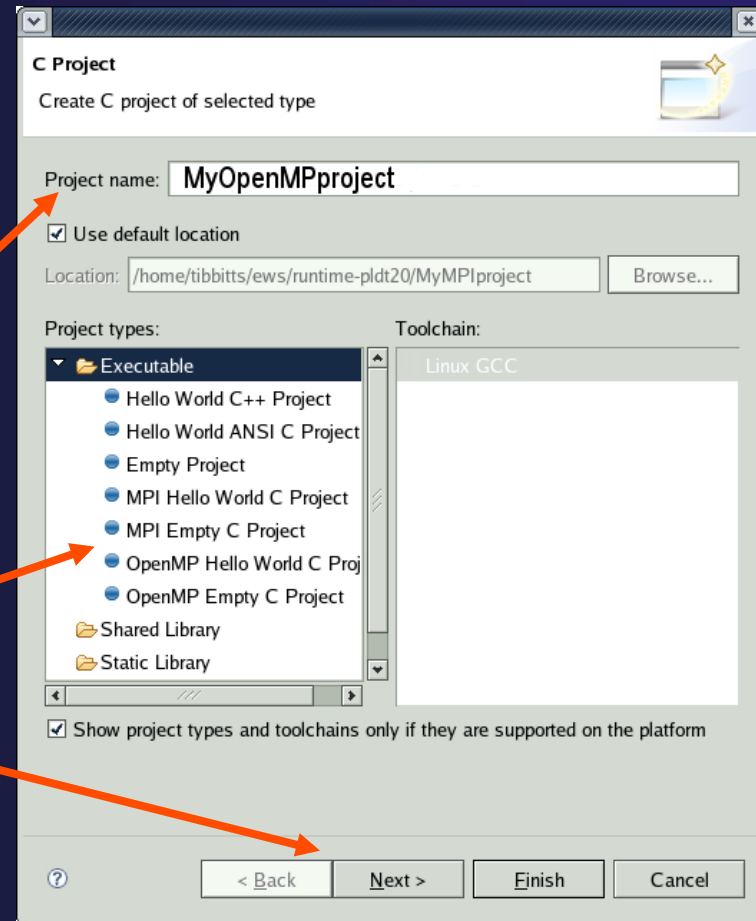 C Project
Create C project of selected type
Project name: MyOpenMPproject
Use default location
Location: /home/tibbitts/ews/runtime-pldt20/MyMPIproject Browse...
Project types: Toolchain:
Executable Linux GCC
Hello World C++ Project
Hello World ANSI C Project
Empty Project
MPI Hello World C Project
MPI Empty C Project
OpenMP Hello World C Proj
OpenMP Empty C Project
Shared Library
Static Library
Show project types and toolchains only if they are supported on the platform
? < Back Next > Finish Cancel